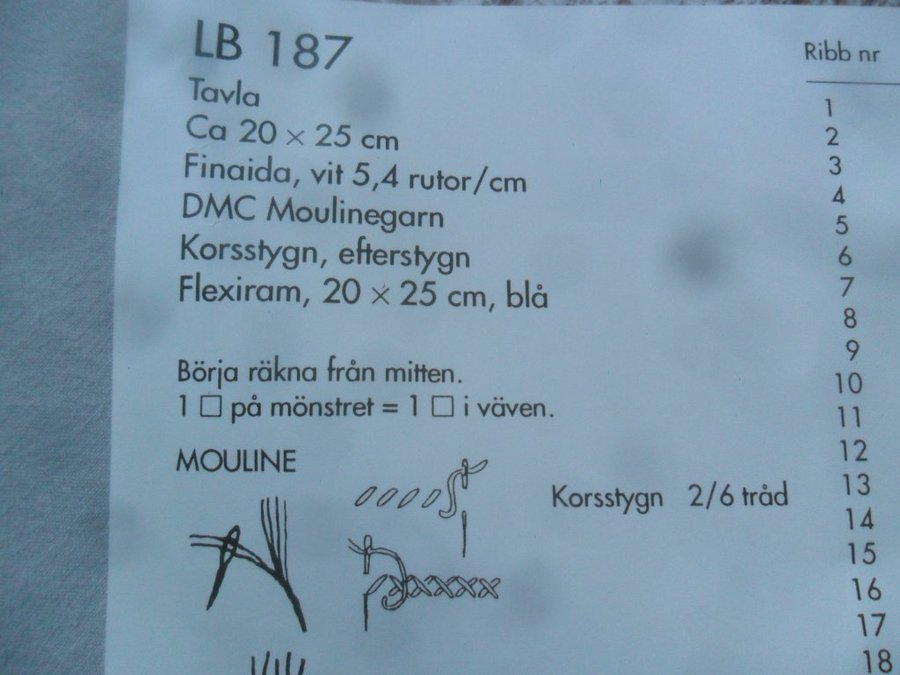 LB 187
Tavla
Ca 20 × 25 cm
Finaida, vit 5,4 rutor/cm
DMC Moulinegarn
Korsstygn, efterstygn
Flexiram, 20 × 25 cm, blå
Börja räkna från mitten.
1 □ på mönstret = 1 □ i väven.
MOULINE
Korsstygn 2/6 tråd
Ribb nr
1
2
3
4
5
6
7
8
9
10
11
12
13
14
15
16
17
18